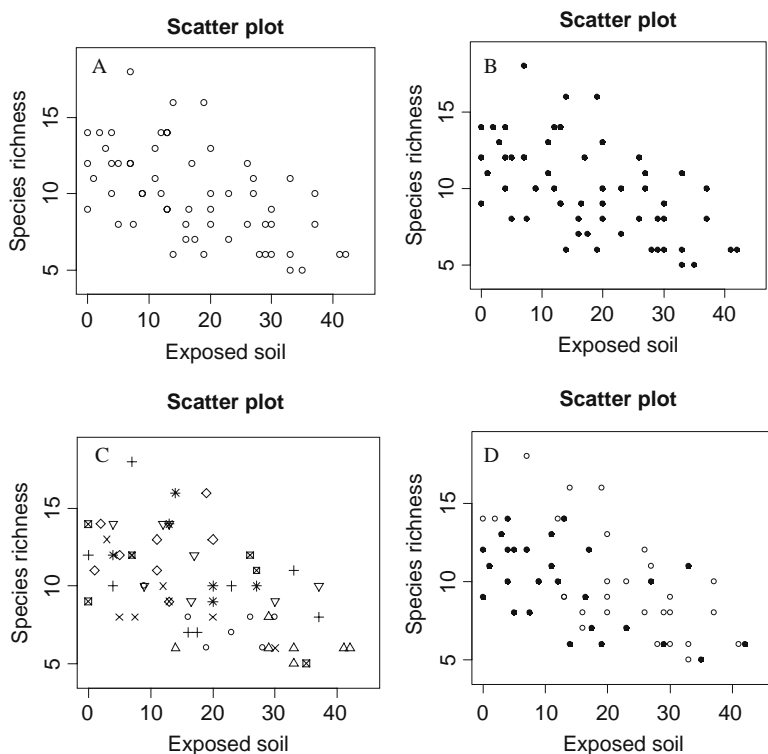 Scatter plot
A
Species richness
15
10
5
0 10 20 30 40
Exposed soil
Scatter plot
B
Species richness
15
10
5
0 10 20 30 40
Exposed soil
Scatter plot
C
Species richness
15
10
5
0 10 20 30 40
Exposed soil
Scatter plot
D
Species richness
15
10
5
0 10 20 30 40
Exposed soil